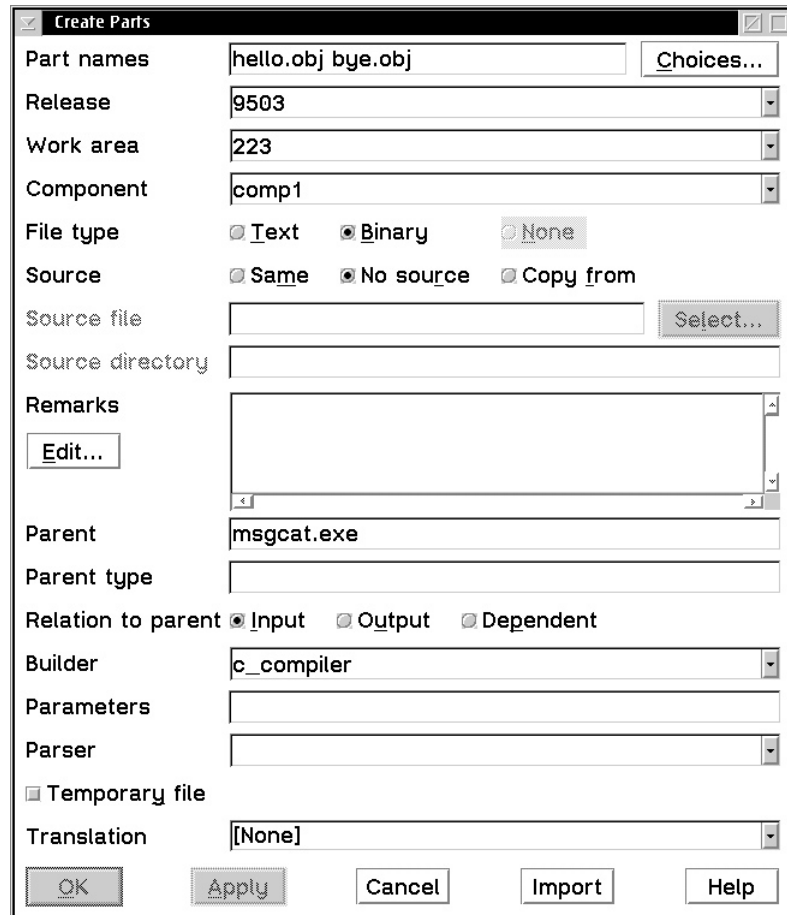 Create Parts
Part names hello.obj bye.obj Choices...
Release 9503
Work area 223
Component comp1
File type Text Binary None
Source Same No source Copy from
Source file Select...
Source directory
Remarks
Edit...
Parent msgcat.exe
Parent type
Relation to parent Input Output Dependent
Builder c_compiler
Parameters
Parser
Temporary file
Translation [None]
OK Apply Cancel Import Help